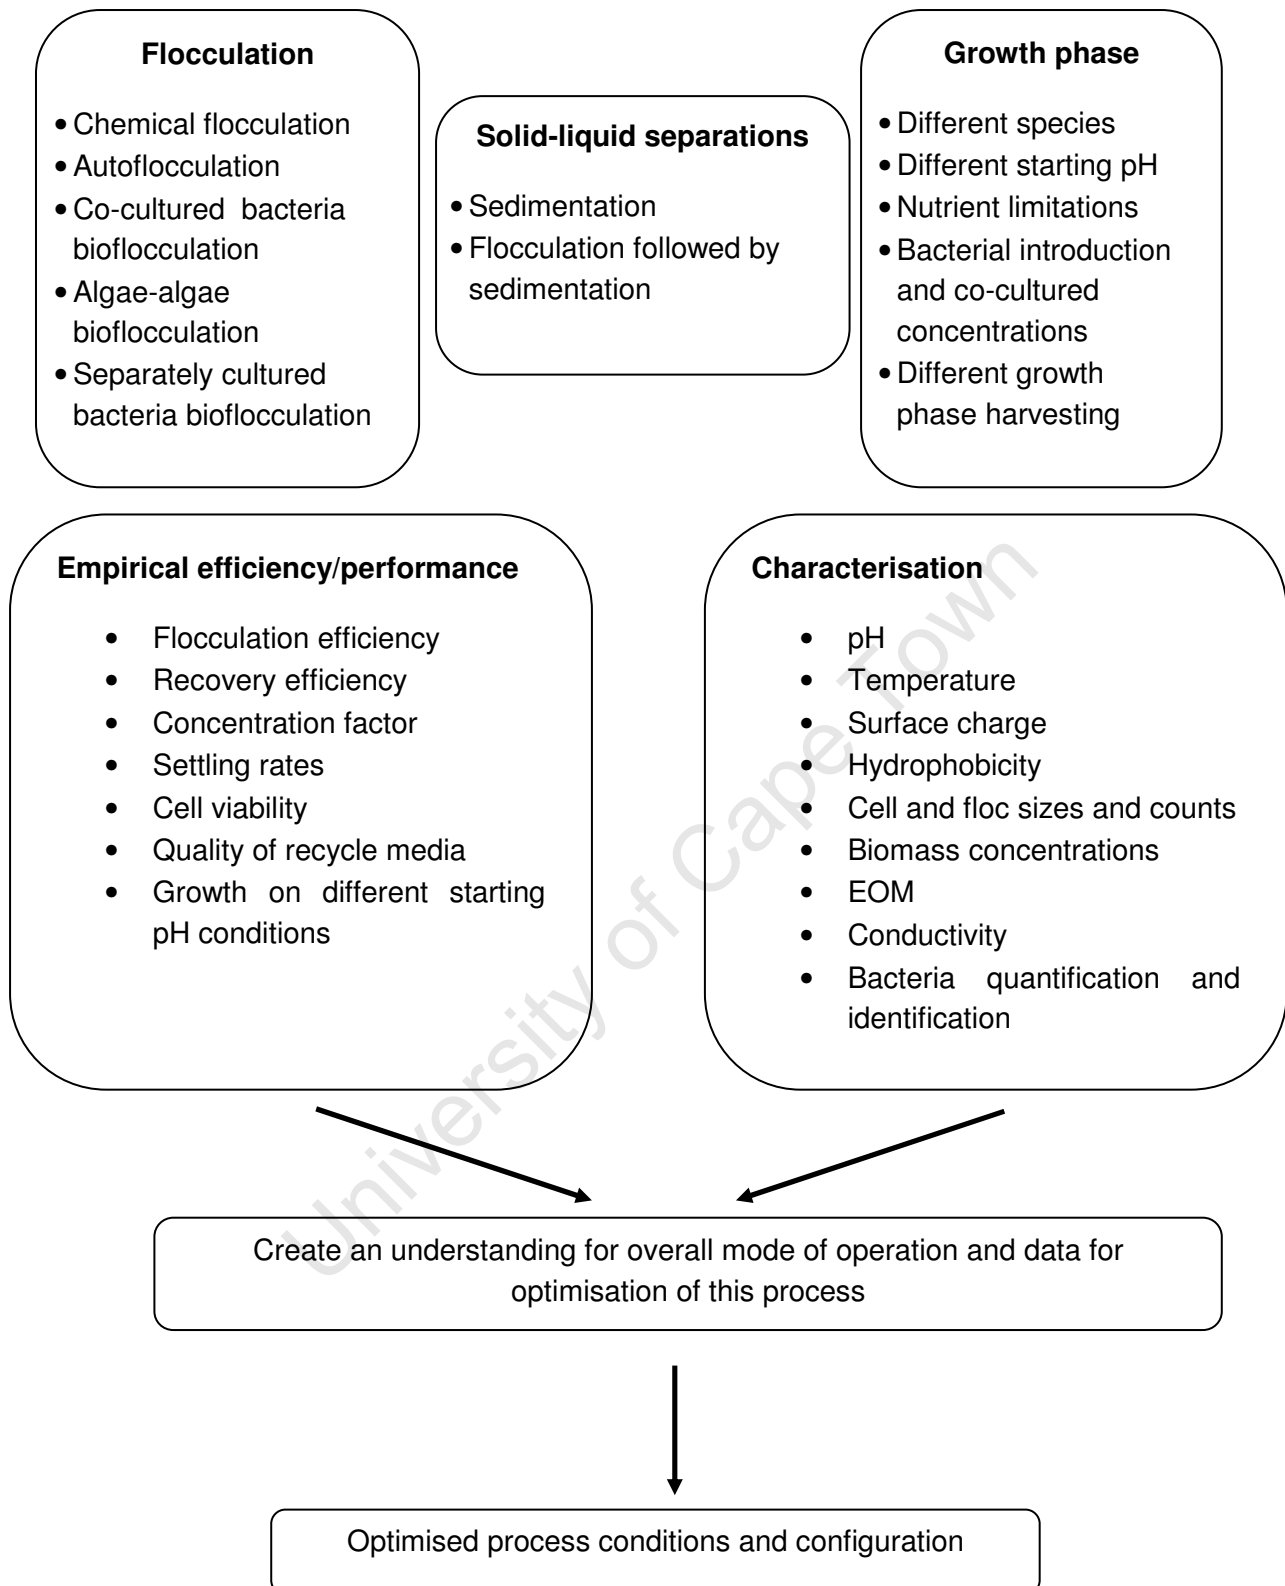 Flocculation
• Chemical flocculation
• Autoflocculation
• Co-cultured bacteria
bioflocculation
• Algae-algae
bioflocculation
• Separately cultured
bacteria bioflocculation
Solid-liquid separations
• Sedimentation
• Flocculation followed by
sedimentation
Growth phase
• Different species
• Different starting pH
• Nutrient limitations
• Bacterial introduction
and co-cultured
concentrations
• Different growth
phase harvesting
Empirical efficiency/performance
• Flocculation efficiency
• Recovery efficiency
• Concentration factor
• Settling rates
• Cell viability
• Quality of recycle media
• Growth on different starting
pH conditions
Characterisation
• pH
• Temperature
• Surface charge
• Hydrophobicity
• Cell and floc sizes and counts
• Biomass concentrations
• EOM
• Conductivity
• Bacteria quantification and
identification
University of Cape Town
Create an understanding for overall mode of operation and data for
optimisation of this process
Optimised process conditions and configuration